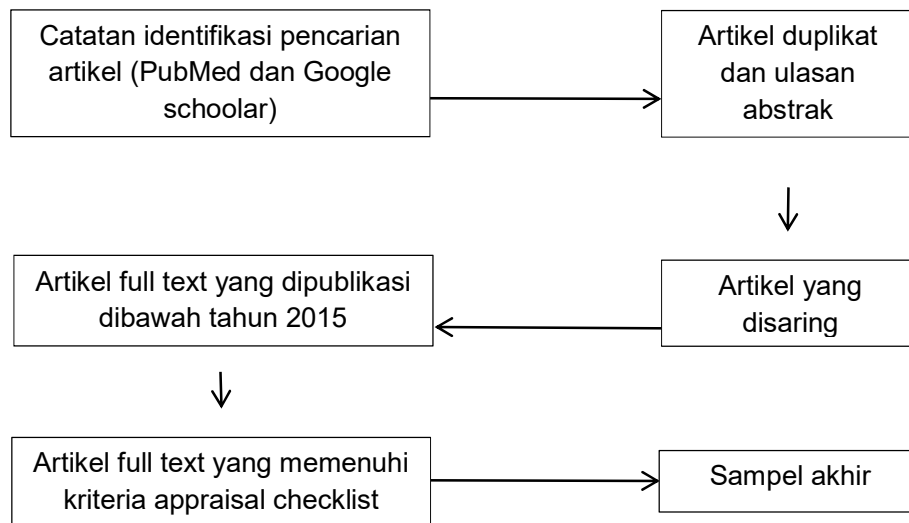 Catatan identifikasi pencarian
artikel (PubMed dan Google
schoolar)
Artikel duplikat
dan ulasan
abstrak
Artikel yang
disaring
Artikel full text yang dipublikasi
dibawah tahun 2015
Artikel full text yang memenuhi
kriteria appraisal checklist
Sampel akhir